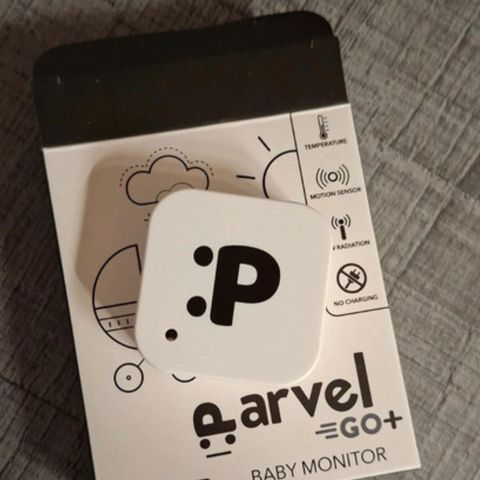 TEMPERATURE
MOTION SENSOR
RADIATION
NO CHARGING
:P
Parvel
GO+
BABY MONITOR